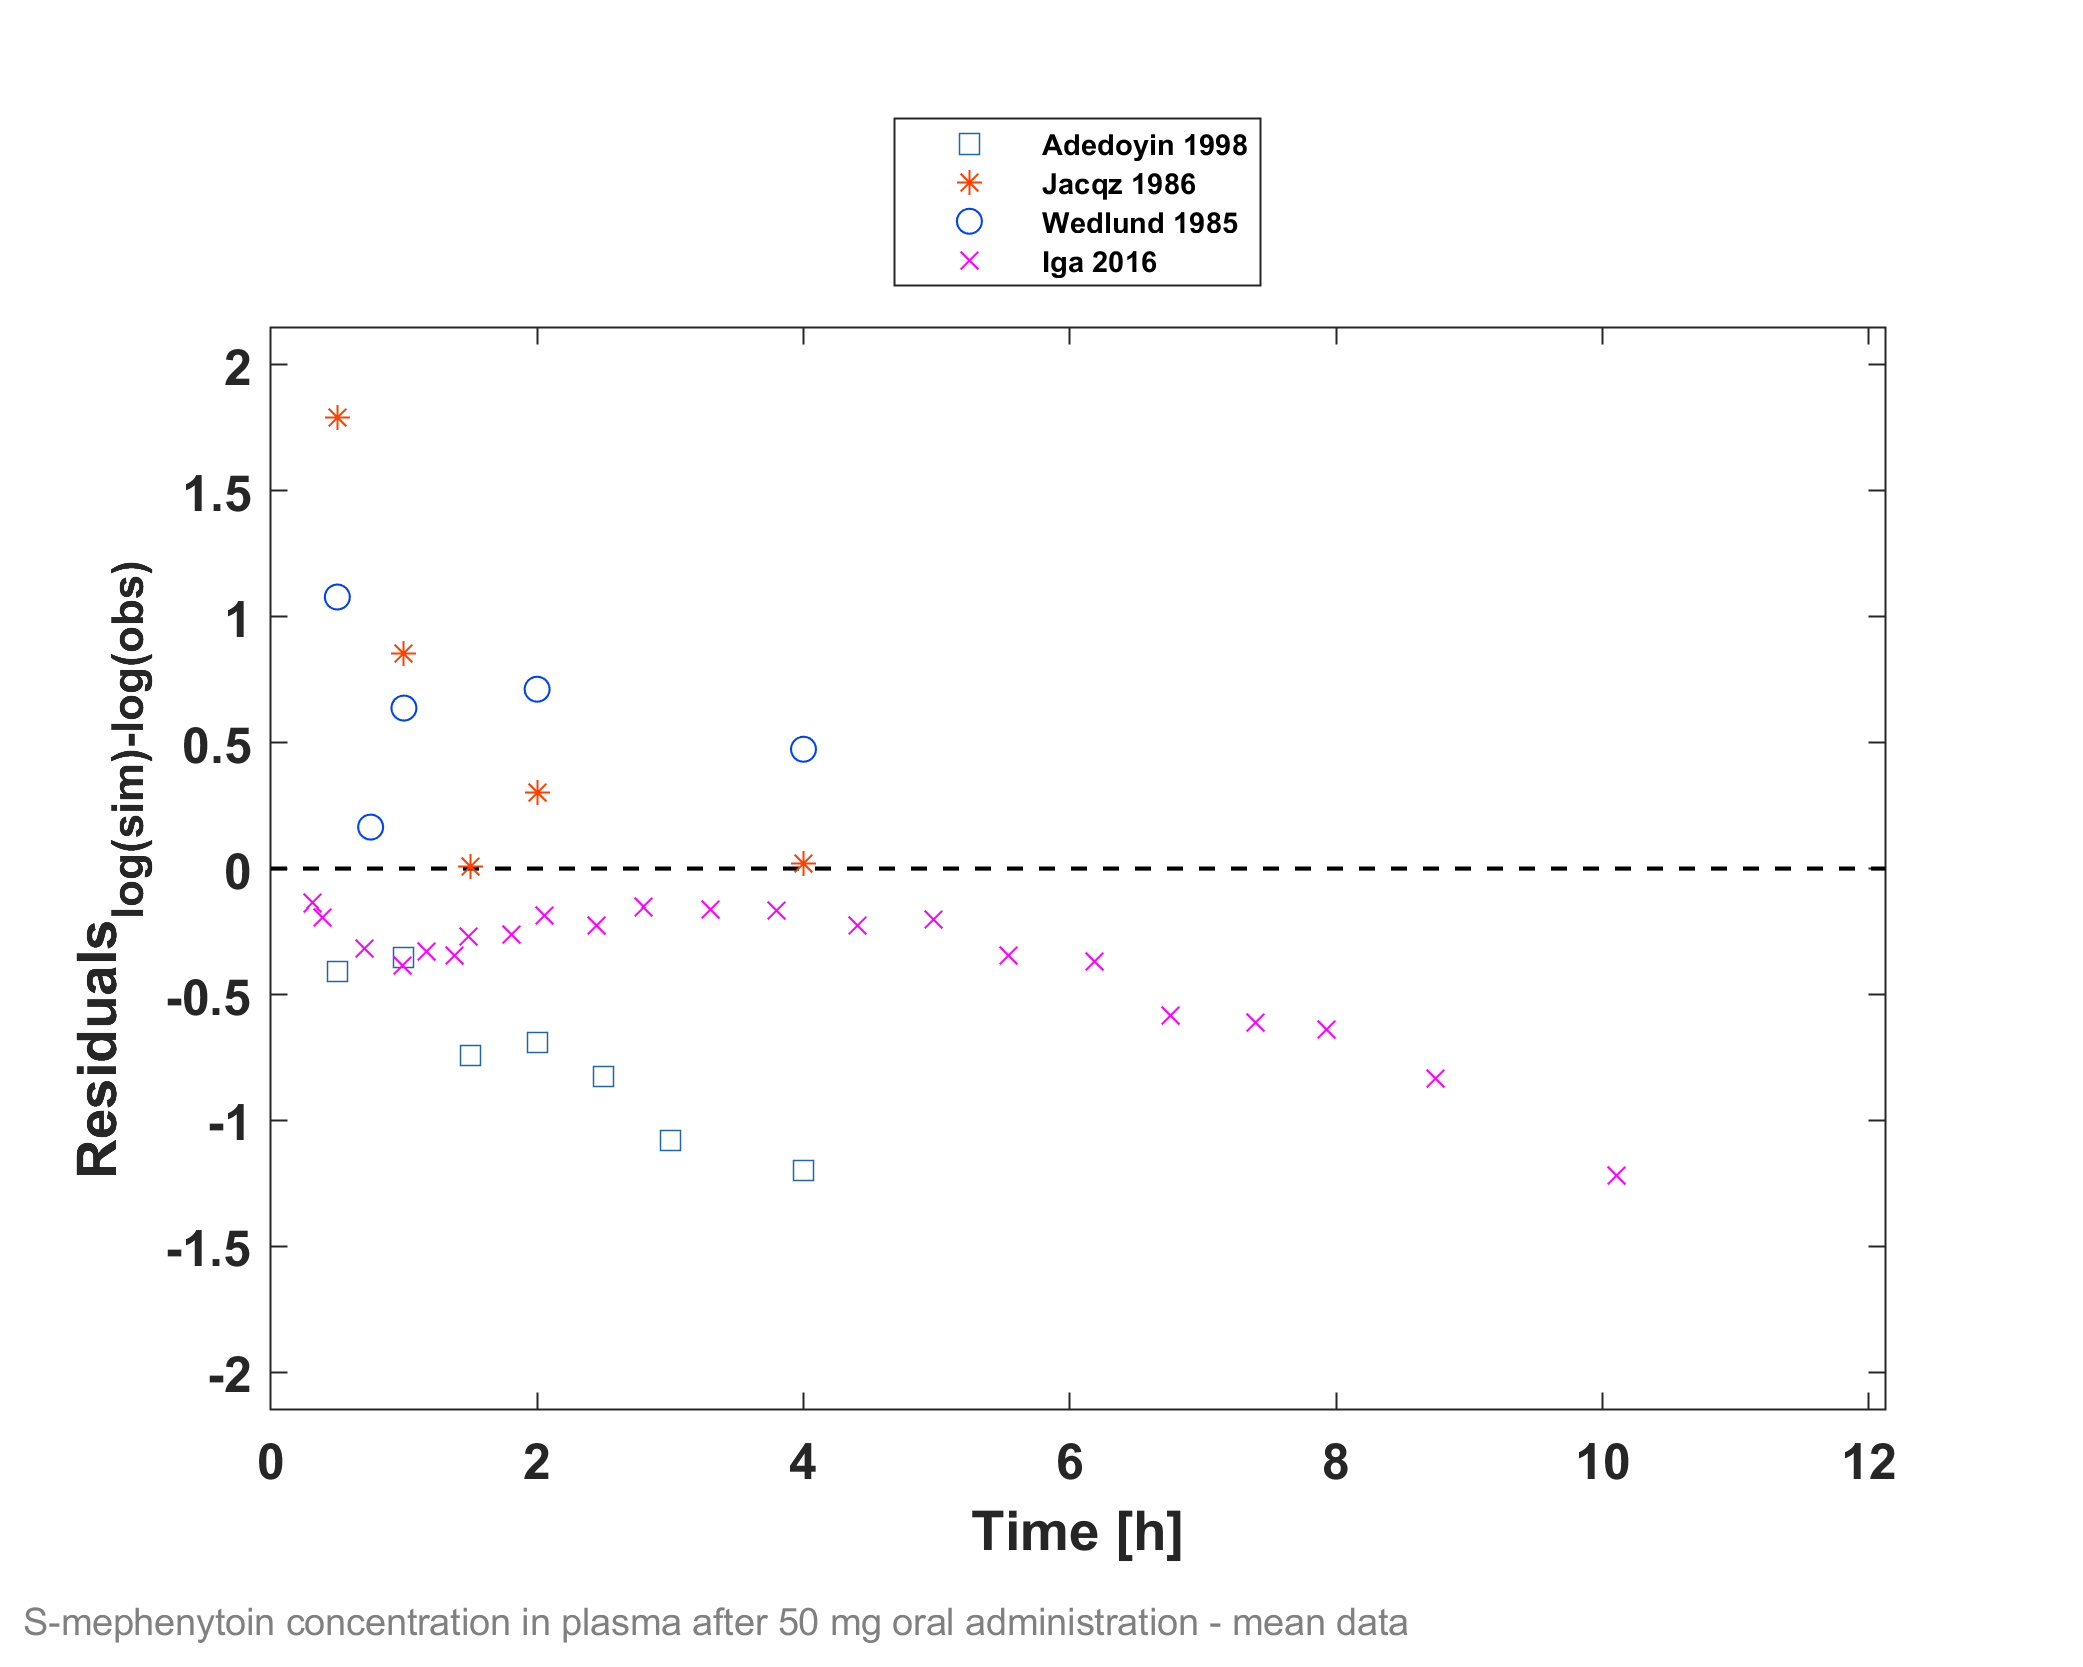 Adedoyin 1998
Jacqz 1986
Wedlund 1985
Iga 2016
Residuals log(sim)-log(obs)
2
1.5
1
0.5
0
-0.5
-1
-1.5
-2
0 2 4 6 8 10 12
Time [h]
S-mephenytoin concentration in plasma after 50 mg oral administration - mean data